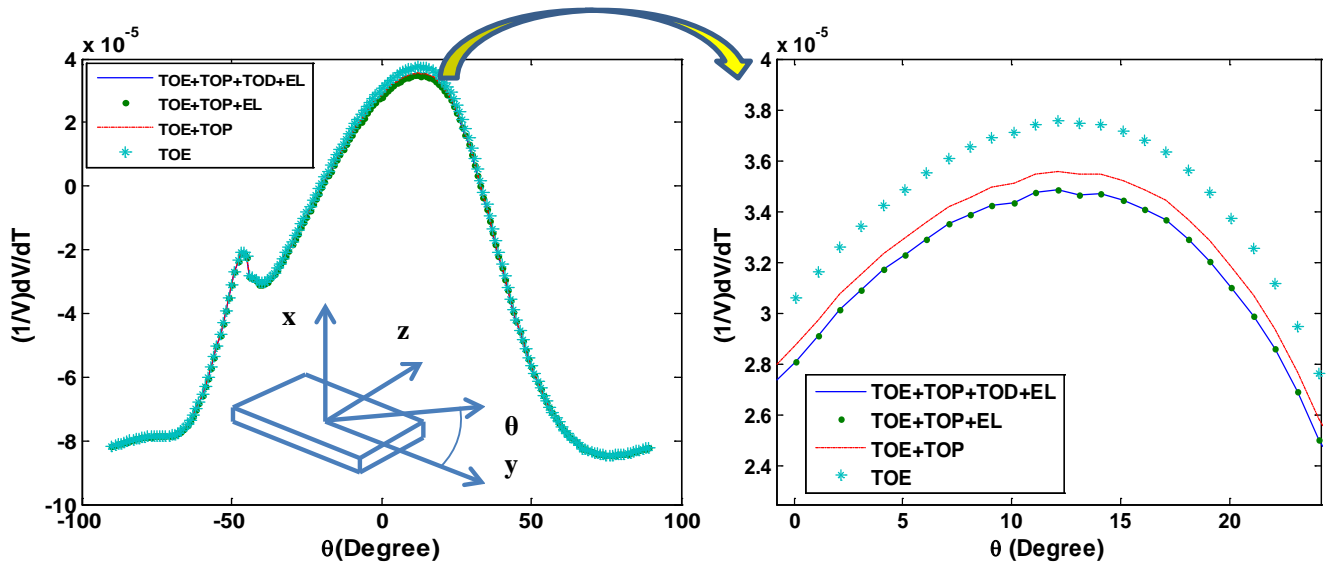 x 10⁻⁵
4
2
0
-2
-4
-6
-8
-10
-100
-50
0
50
100
(1/V)dV/dT
θ(Degree)
TOE+TOP+TOD+EL
TOE+TOP+EL
TOE+TOP
TOE
x
z
θ
y
x 10⁻⁵
4
3.8
3.6
3.4
3.2
3
2.8
2.6
2.4
0
5
10
15
20
(1/V)dV/dT
θ (Degree)
TOE+TOP+TOD+EL
TOE+TOP+EL
TOE+TOP
TOE